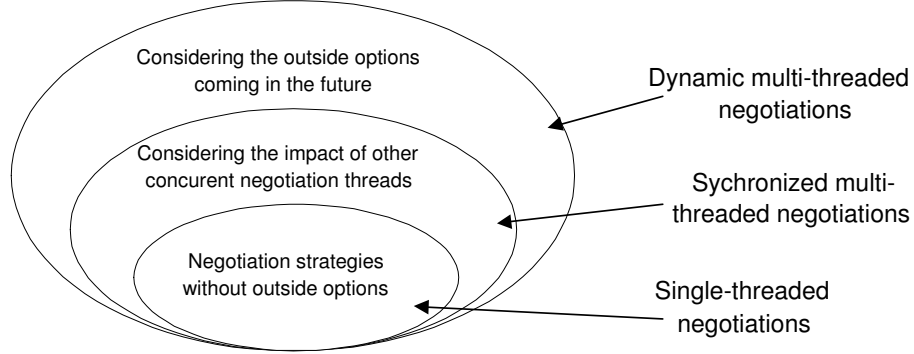 Considering the outside options
coming in the future
Dynamic multi-threaded
negotiations
Considering the impact of other
concurent negotiation threads
Sychronized multi-
threaded negotiations
Negotiation strategies
without outside options
Single-threaded
negotiations